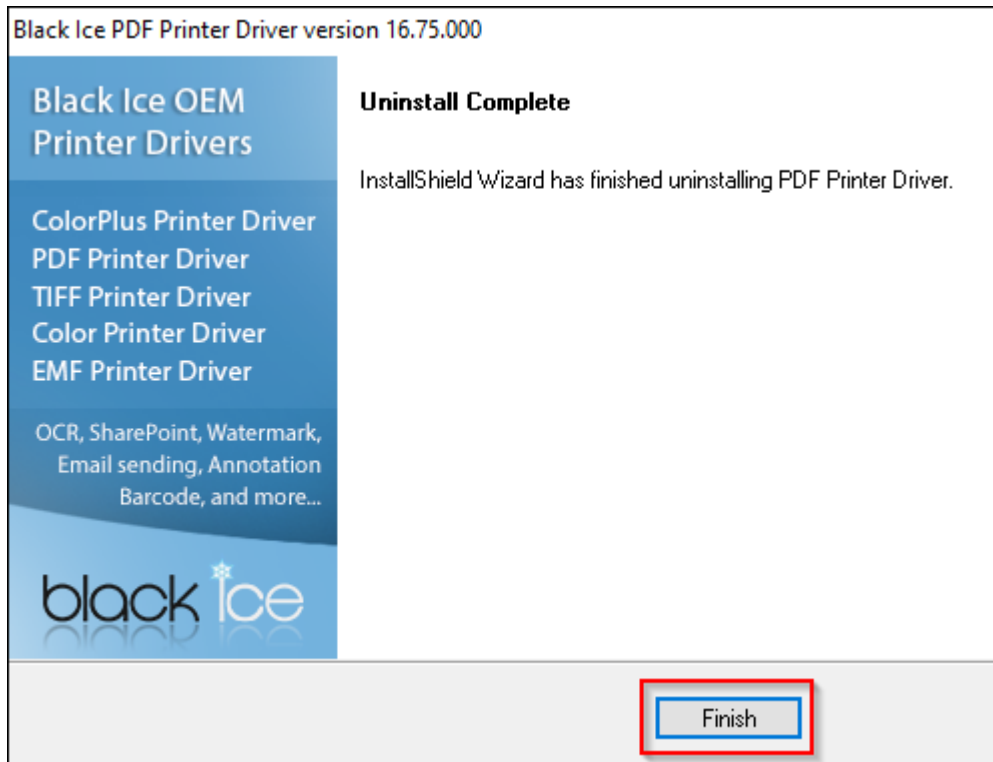 Black Ice PDF Printer Driver version 16.75.000
Black Ice OEM
Printer Drivers
ColorPlus Printer Driver
PDF Printer Driver
TIFF Printer Driver
Color Printer Driver
EMF Printer Driver
OCR, SharePoint, Watermark,
Email sending, Annotation
Barcode, and more...
black ice
Uninstall Complete
InstallShield Wizard has finished uninstalling PDF Printer Driver.
Finish